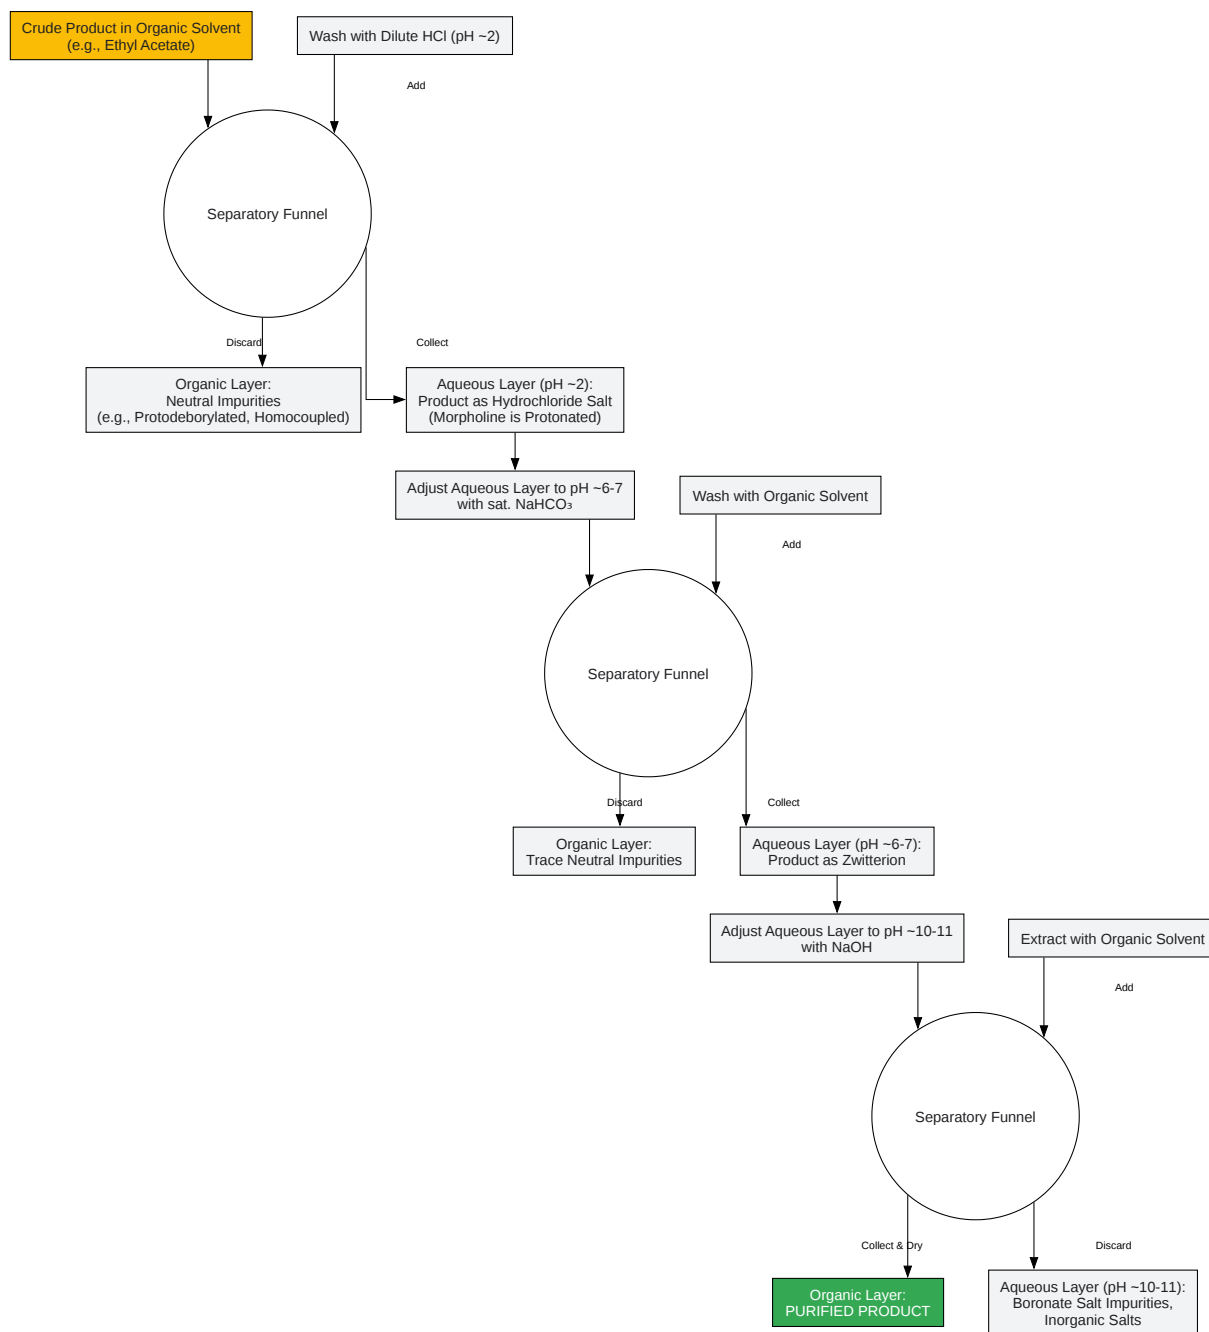 Crude Product in Organic Solvent
(e.g., Ethyl Acetate)
Wash with Dilute HCl (pH ~2)
Add
Separatory Funnel
Discard
Collect
Organic Layer:
Neutral Impurities
(e.g., Protodeborylated, Homocoupled)
Aqueous Layer (pH ~2):
Product as Hydrochloride Salt
(Morpholine is Protonated)
Adjust Aqueous Layer to pH ~6-7
with sat. NaHCO₃
Wash with Organic Solvent
Add
Separatory Funnel
Discard
Collect
Organic Layer:
Trace Neutral Impurities
Aqueous Layer (pH ~6-7):
Product as Zwitterion
Adjust Aqueous Layer to pH ~10-11
with NaOH
Extract with Organic Solvent
Add
Separatory Funnel
Collect & Dry
Discard
Organic Layer:
PURIFIED PRODUCT
Aqueous Layer (pH ~10-11):
Boronate Salt Impurities,
Inorganic Salts